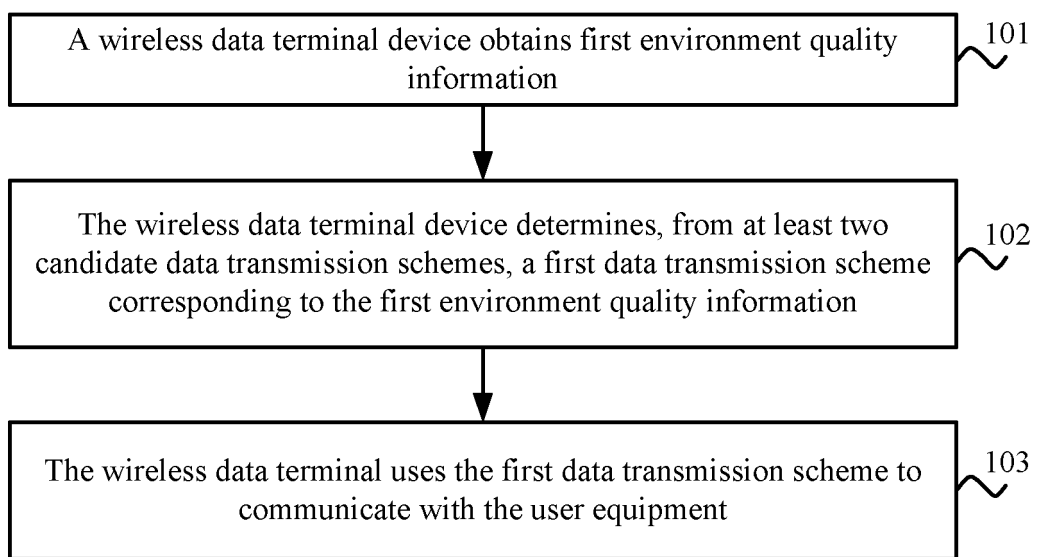 A wireless data terminal device obtains first environment quality
information
101
The wireless data terminal device determines, from at least two
candidate data transmission schemes, a first data transmission scheme
corresponding to the first environment quality information
102
The wireless data terminal uses the first data transmission scheme to
communicate with the user equipment
103